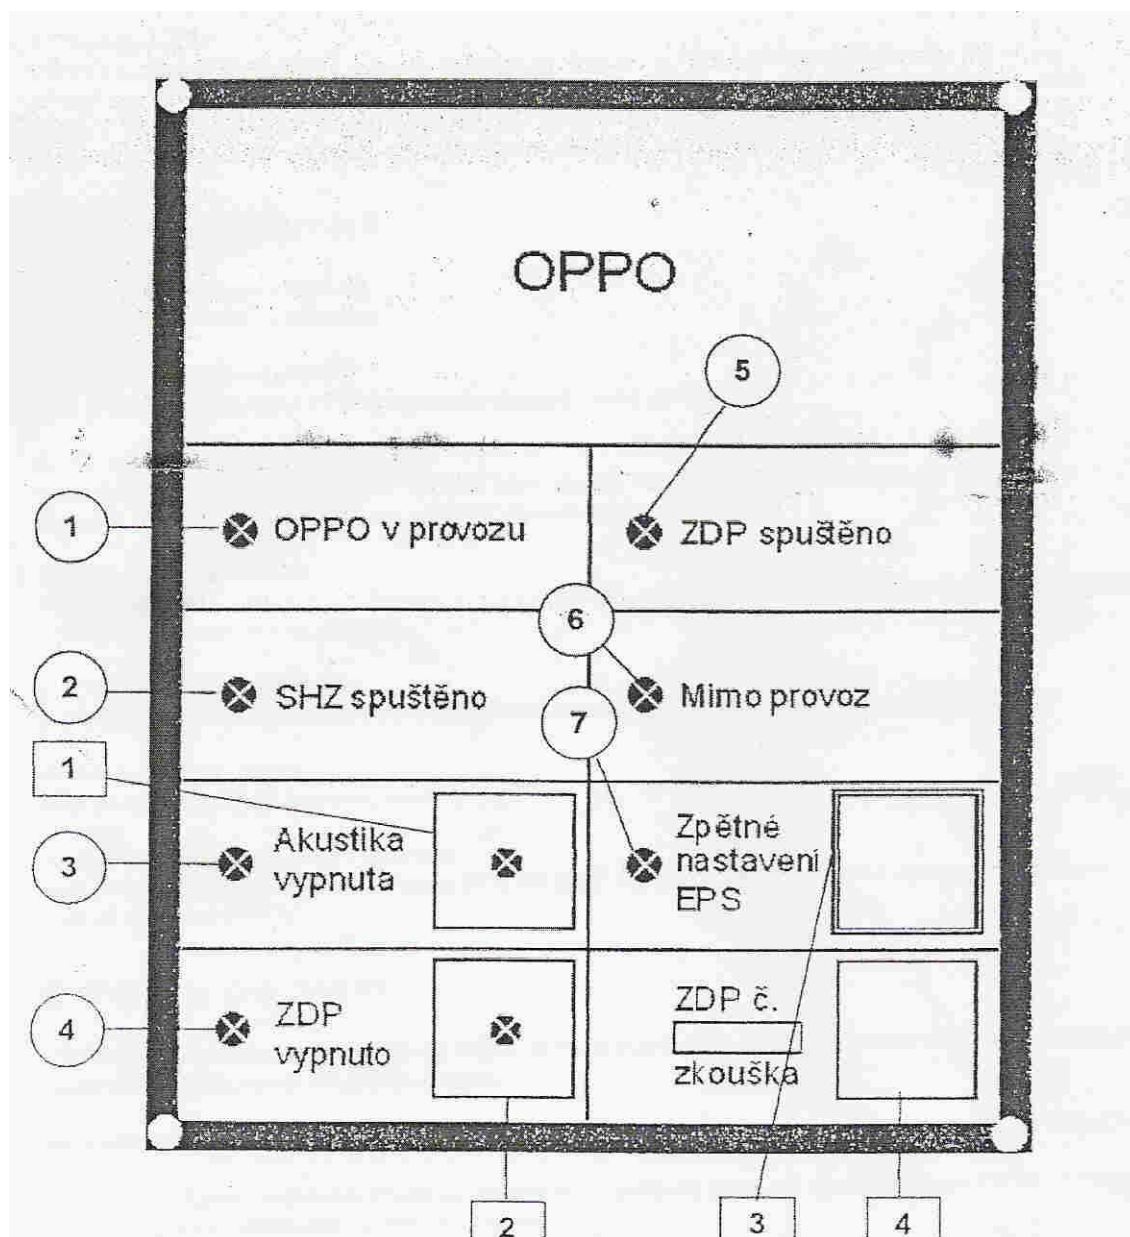 OPPO
5
1
OPPO v provozu
ZDP spuštěno
6
2
SHZ spuštěno
Mimo provoz
7
1
3
Akustika
vypnuta
Zpětné
nastavení
EPS
4
ZDP
vypnuto
ZDP č.
zkouška
2
3
4